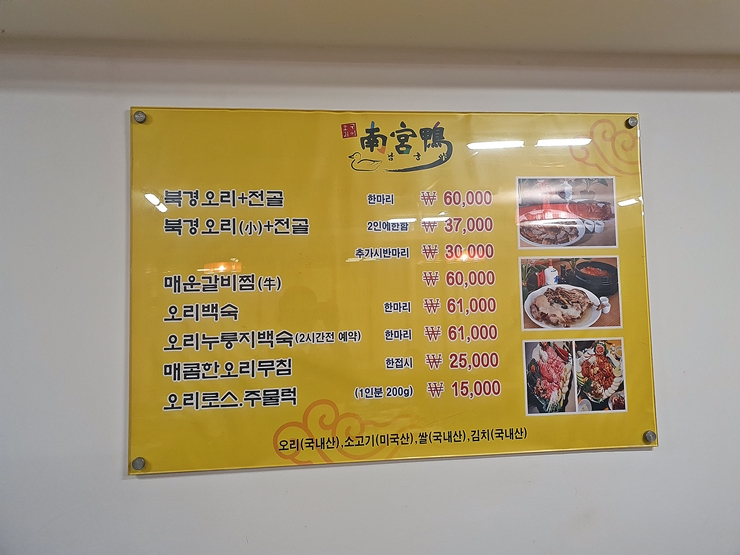 南宮鴨
남궁압
북경오리+전골 한마리 ₩ 60,000
북경오리(小)+전골 2인에한함 ₩ 37,000
추가시반마리 ₩ 30,000
매운갈비찜(牛) ₩ 60,000
오리백숙 한마리 ₩ 61,000
오리누룽지백숙(2시간전 예약) 한마리 ₩ 61,000
매콤한오리무침 한접시 ₩ 25,000
오리로스.주물럭 (1인분 200g) ₩ 15,000
오리(국내산),소고기(미국산),쌀(국내산),김치(국내산)